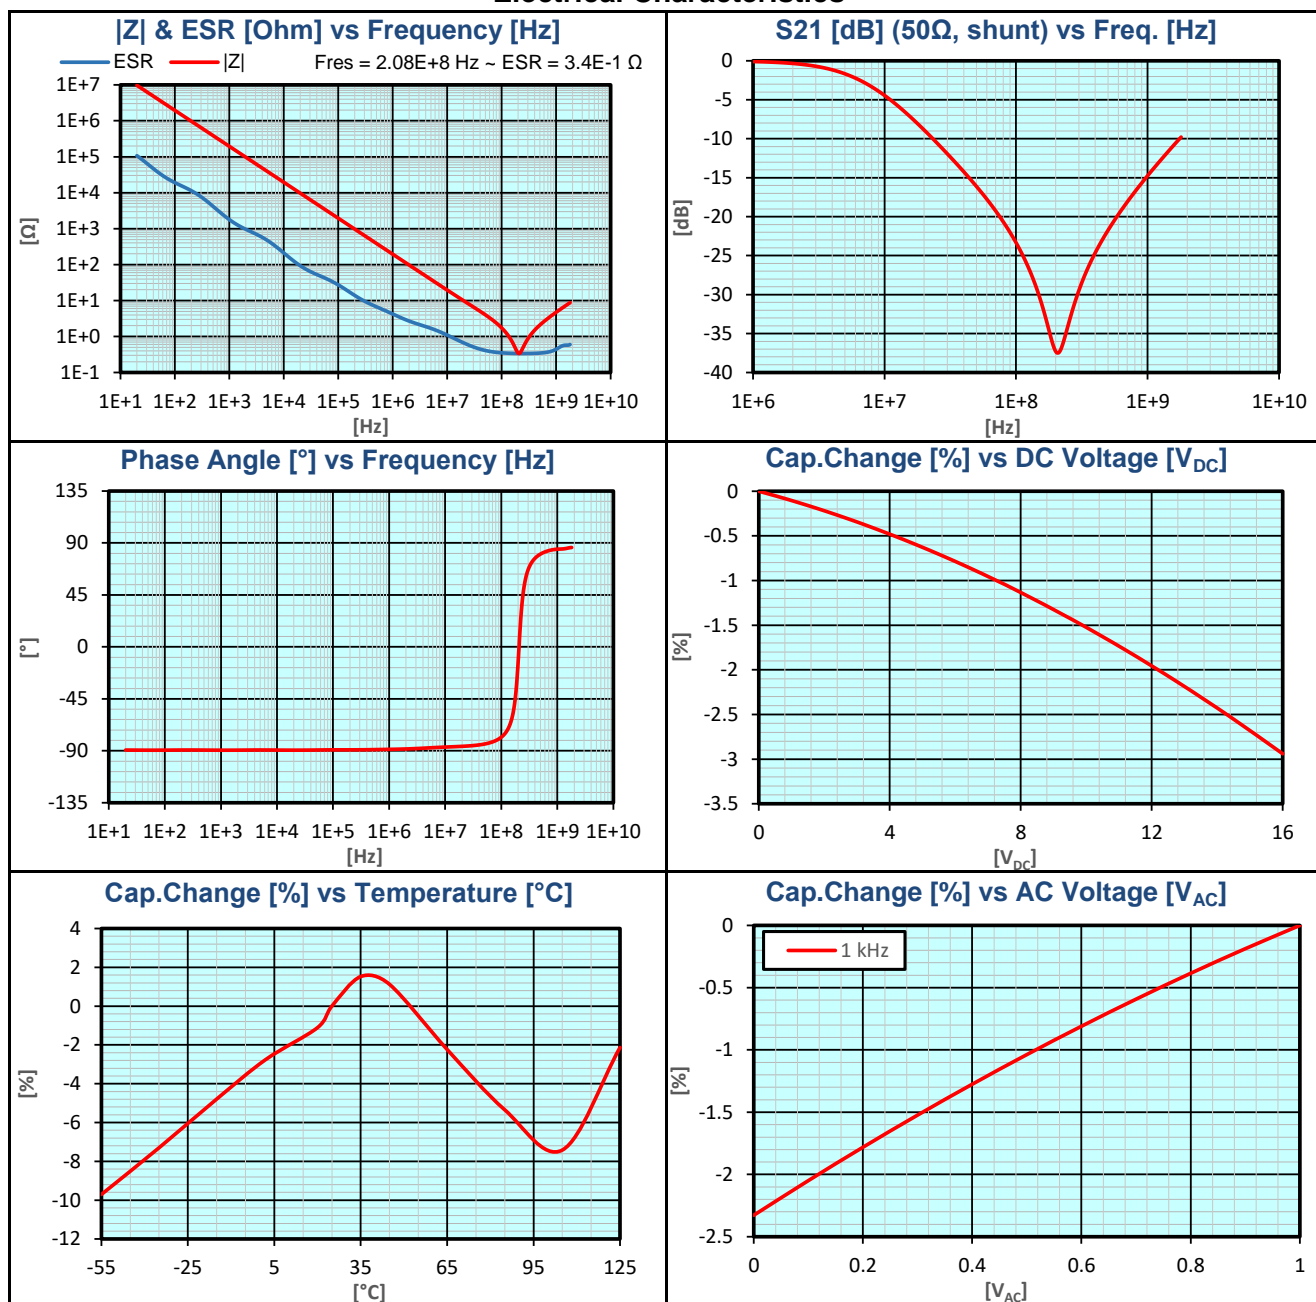 |Z| & ESR [Ohm] vs Frequency [Hz]
ESR |Z| Fres = 2.08E+8 Hz ~ ESR = 3.4E-1 Ω
1E+7
1E+6
1E+5
1E+4
1E+3
1E+2
1E+1
1E+0
1E-1
[Ω]
1E+1 1E+2 1E+3 1E+4 1E+5 1E+6 1E+7 1E+8 1E+9 1E+10
[Hz]
S21 [dB] (50Ω, shunt) vs Freq. [Hz]
0
-5
-10
-15
-20
-25
-30
-35
-40
[dB]
1E+6 1E+7 1E+8 1E+9 1E+10
[Hz]
Phase Angle [°] vs Frequency [Hz]
135
90
45
0
-45
-90
-135
[°]
1E+1 1E+2 1E+3 1E+4 1E+5 1E+6 1E+7 1E+8 1E+9 1E+10
[Hz]
Cap.Change [%] vs DC Voltage [VDC]
0
-0.5
-1
-1.5
-2
-2.5
-3
-3.5
[%]
0 4 8 12 16
[VDC]
Cap.Change [%] vs Temperature [°C]
4
2
0
-2
-4
-6
-8
-10
-12
[%]
-55 -25 5 35 65 95 125
[°C]
Cap.Change [%] vs AC Voltage [VAC]
1 kHz
0
-0.5
-1
-1.5
-2
-2.5
[%]
0 0.2 0.4 0.6 0.8 1
[VAC]